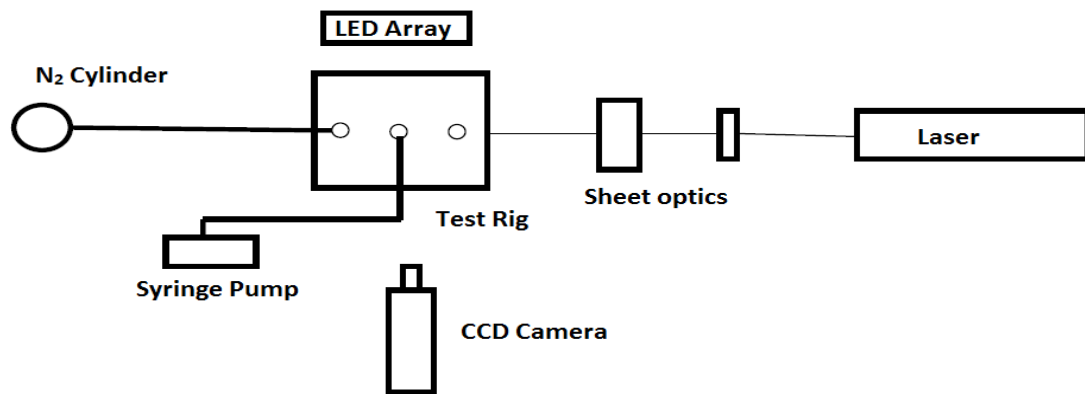 LED Array
N₂ Cylinder
Laser
Sheet optics
Test Rig
Syringe Pump
CCD Camera